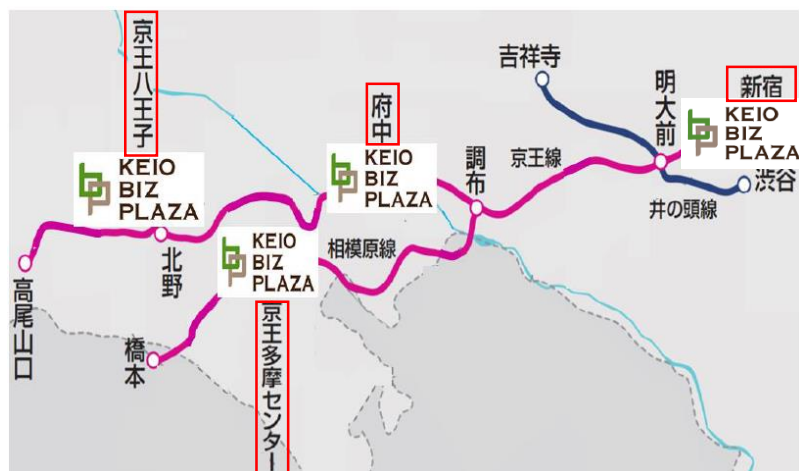 京王八王子
KEIO
BIZ
PLAZA
府中
KEIO
BIZ
PLAZA
吉祥寺
明大前
新宿
KEIO
BIZ
PLAZA
調布
京王線
井の頭線
渋谷
高尾山口
北野
橋本
KEIO
BIZ
PLAZA
相模原線
京王多摩センター